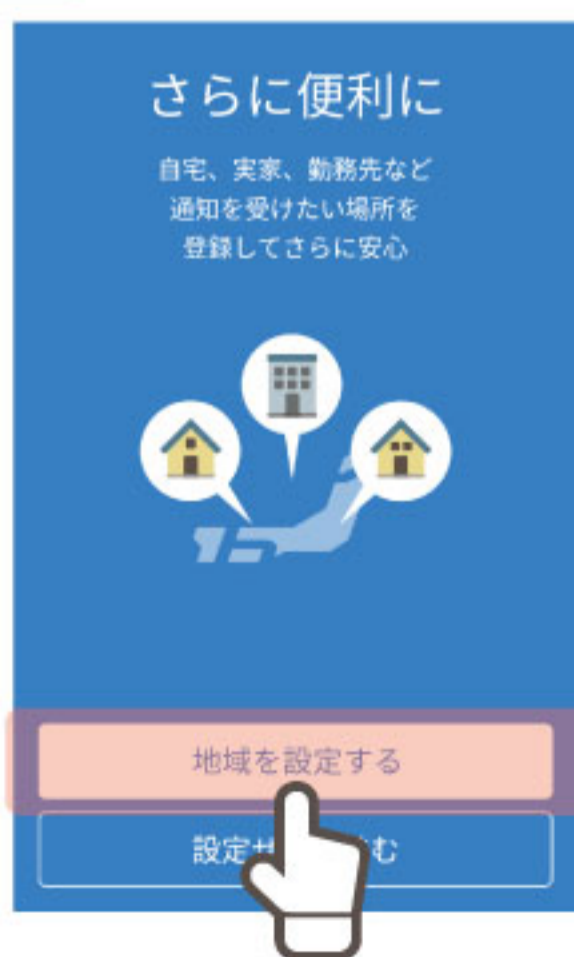 さらに便利に
自宅、実家、勤務先など
通知を受けたい場所を
登録してさらに安心
地域を設定する
設定